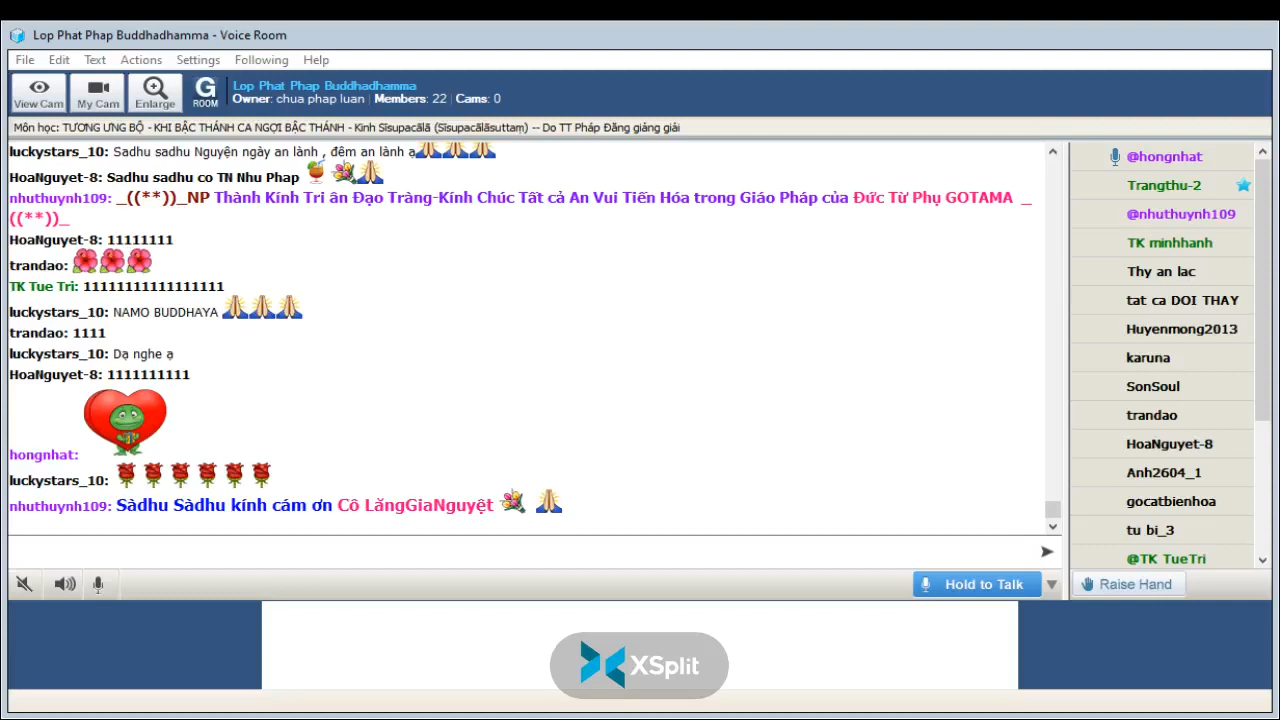 Lop Phat Phap Buddhadhamma - Voice Room
File Edit Text Actions Settings Following Help
View Cam My Cam Enlarge G ROOM
Lop Phat Phap Buddhadhamma
Owner: chua phap luan | Members: 22 | Cams: 0
Môn học: TƯƠNG ƯNG BỘ - KHI BẬC THÁNH CA NGỢI BẬC THÁNH - Kinh Sīsupacālā (Sīsupacālāsuttaṃ) -- Do TT Pháp Đăng giảng giải
luckystars_10: Sadhu sadhu Nguyện ngày an lành , đêm an lành ạ
HoaNguyet-8: Sadhu sadhu co TN Nhu Phap
nhuthuynh109: _((**))_NP Thành Kính Tri ân Đạo Tràng-Kính Chúc Tất cả An Vui Tiến Hóa trong Giáo Pháp của Đức Từ Phụ GOTAMA _
((**))_
HoaNguyet-8: 11111111
trandao:
TK Tue Tri: 11111111111111111
luckystars_10: NAMO BUDDHAYA
trandao: 1111
luckystars_10: Dạ nghe ạ
HoaNguyet-8: 1111111111
hongnhat:
luckystars_10:
nhuthuynh109: Sàdhu Sàdhu kính cám ơn Cô LăngGiaNguyệt
@hongnhat
Trangthu-2
@nhuthuynh109
TK minhhanh
Thy an lac
tat ca DOI THAY
Huyenmong2013
karuna
SonSoul
trandao
HoaNguyet-8
Anh2604_1
gocatbienhoa
tu bi_3
@TK TueTri
Hold to Talk
Raise Hand
XSplit